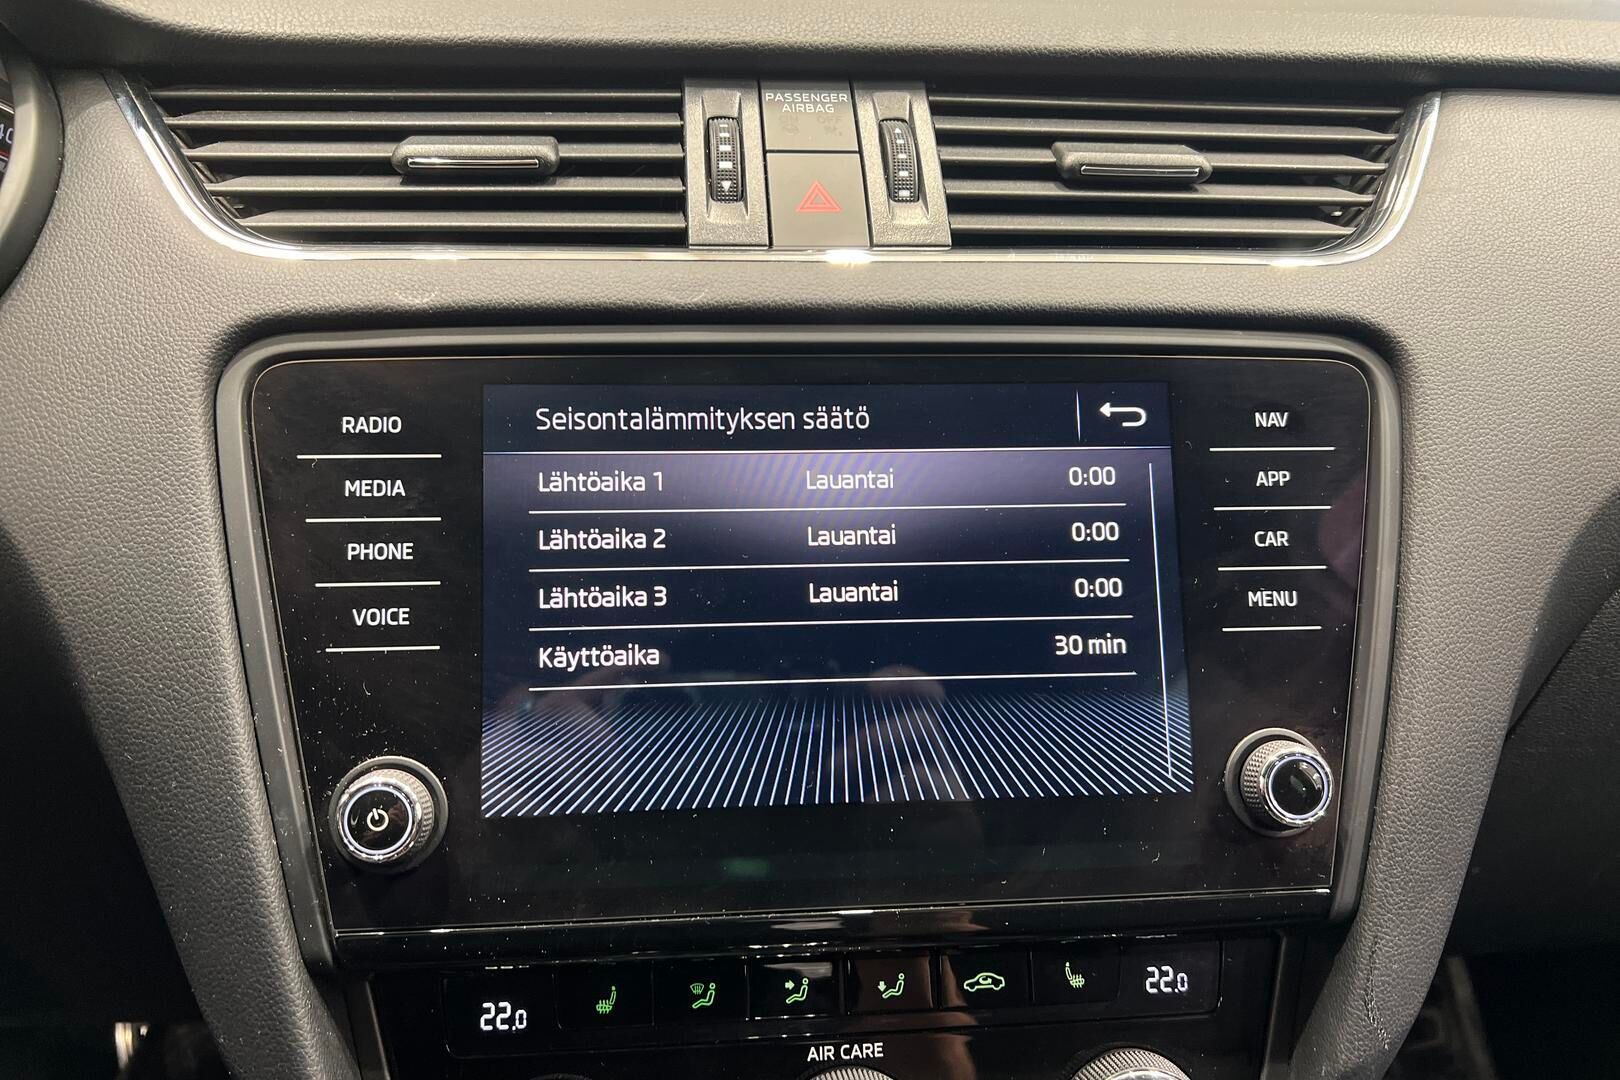 PASSENGER
AIRBAG
OFF
RADIO
MEDIA
PHONE
VOICE
Seisontalämmityksen säätö
Lähtöaika 1 Lauantai 0:00
Lähtöaika 2 Lauantai 0:00
Lähtöaika 3 Lauantai 0:00
Käyttöaika 30 min
NAV
APP
CAR
MENU
22.0
22.0
AIR CARE